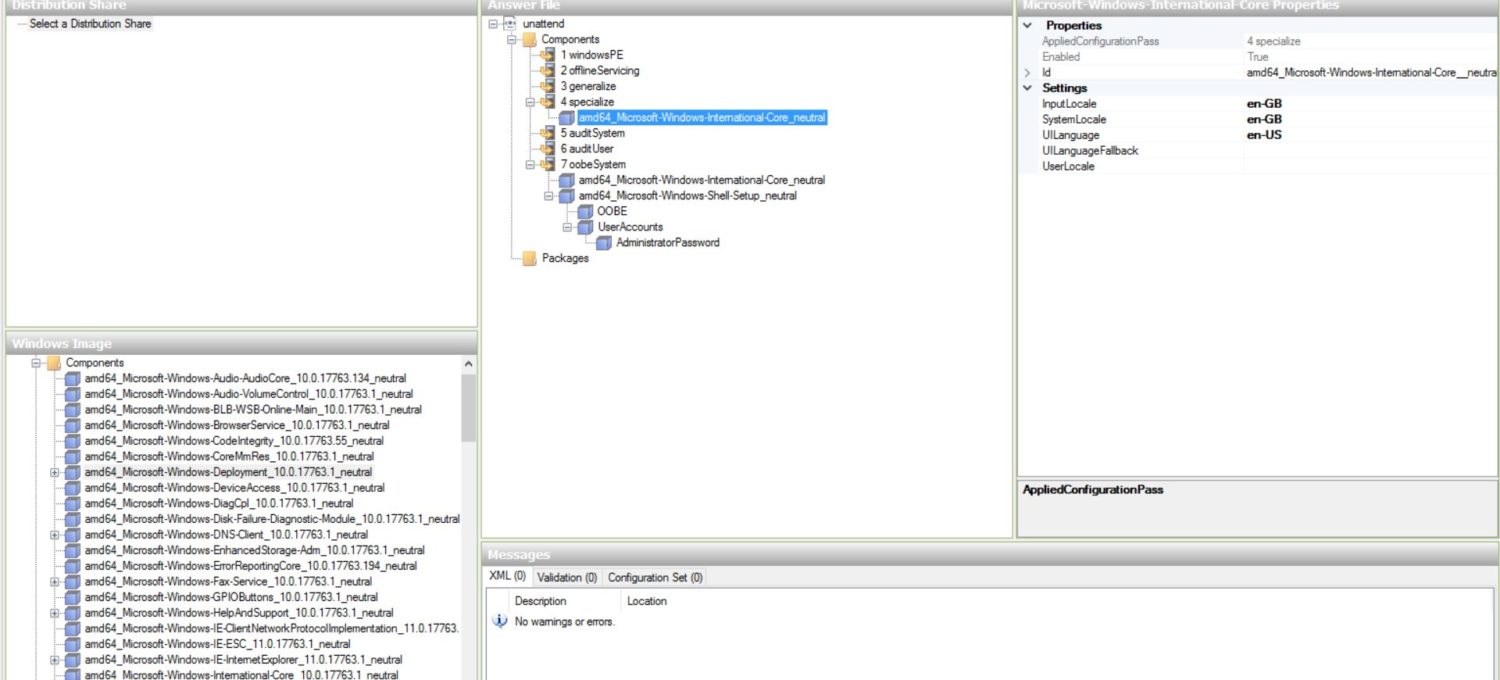 Distribution Share
Select a Distribution Share
Windows Image
Components
amd64_Microsoft-Windows-Audio-AudioCore_10.0.17763.134_neutral
amd64_Microsoft-Windows-Audio-VolumeControl_10.0.17763.1_neutral
amd64_Microsoft-Windows-BLB-WSB-Online-Main_10.0.17763.1_neutral
amd64_Microsoft-Windows-BrowserService_10.0.17763.1_neutral
amd64_Microsoft-Windows-CodeIntegrity_10.0.17763.55_neutral
amd64_Microsoft-Windows-CoreMmRes_10.0.17763.1_neutral
amd64_Microsoft-Windows-Deployment_10.0.17763.1_neutral
amd64_Microsoft-Windows-DeviceAccess_10.0.17763.1_neutral
amd64_Microsoft-Windows-DiagCpl_10.0.17763.1_neutral
amd64_Microsoft-Windows-Disk-Failure-Diagnostic-Module_10.0.17763.1_neutral
amd64_Microsoft-Windows-DNS-Client_10.0.17763.1_neutral
amd64_Microsoft-Windows-EnhancedStorage-Adm_10.0.17763.1_neutral
amd64_Microsoft-Windows-ErrorReportingCore_10.0.17763.194_neutral
amd64_Microsoft-Windows-Fax-Service_10.0.17763.1_neutral
amd64_Microsoft-Windows-GPIOButtons_10.0.17763.1_neutral
amd64_Microsoft-Windows-HelpAndSupport_10.0.17763.1_neutral
amd64_Microsoft-Windows-IE-ClientNetworkProtocolImplementation_11.0.17763.
amd64_Microsoft-Windows-IE-ESC_11.0.17763.1_neutral
amd64_Microsoft-Windows-IE-InternetExplorer_11.0.17763.1_neutral
amd64_Microsoft-Windows-International-Core_10.0.17763.1_neutral
Answer File
unattend
Components
1 windowsPE
2 offlineServicing
3 generalize
4 specialize
amd64_Microsoft-Windows-International-Core_neutral
5 auditSystem
6 auditUser
7 oobeSystem
amd64_Microsoft-Windows-International-Core_neutral
amd64_Microsoft-Windows-Shell-Setup_neutral
OOBE
UserAccounts
AdministratorPassword
Packages
Microsoft-Windows-International-Core Properties
Properties
AppliedConfigurationPass 4 specialize
Enabled True
Id amd64_Microsoft-Windows-International-Core__neutra
Settings
InputLocale en-GB
SystemLocale en-GB
UILanguage en-US
UILanguageFallback
UserLocale
AppliedConfigurationPass
Messages
XML (0) Validation (0) Configuration Set (0)
Description Location
No warnings or errors.